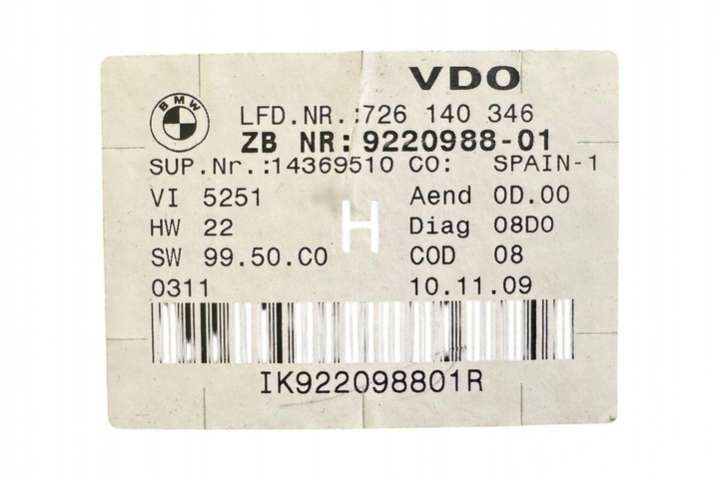 VDO
BMW
LFD.NR.:726 140 346
ZB NR:9220988-01
SUP.Nr.:14369510 CO: SPAIN-1
VI 5251 Aend 0D.00
HW 22 H Diag 08D0
SW 99.50.C0 COD 08
0311 10.11.09
IK922098801R